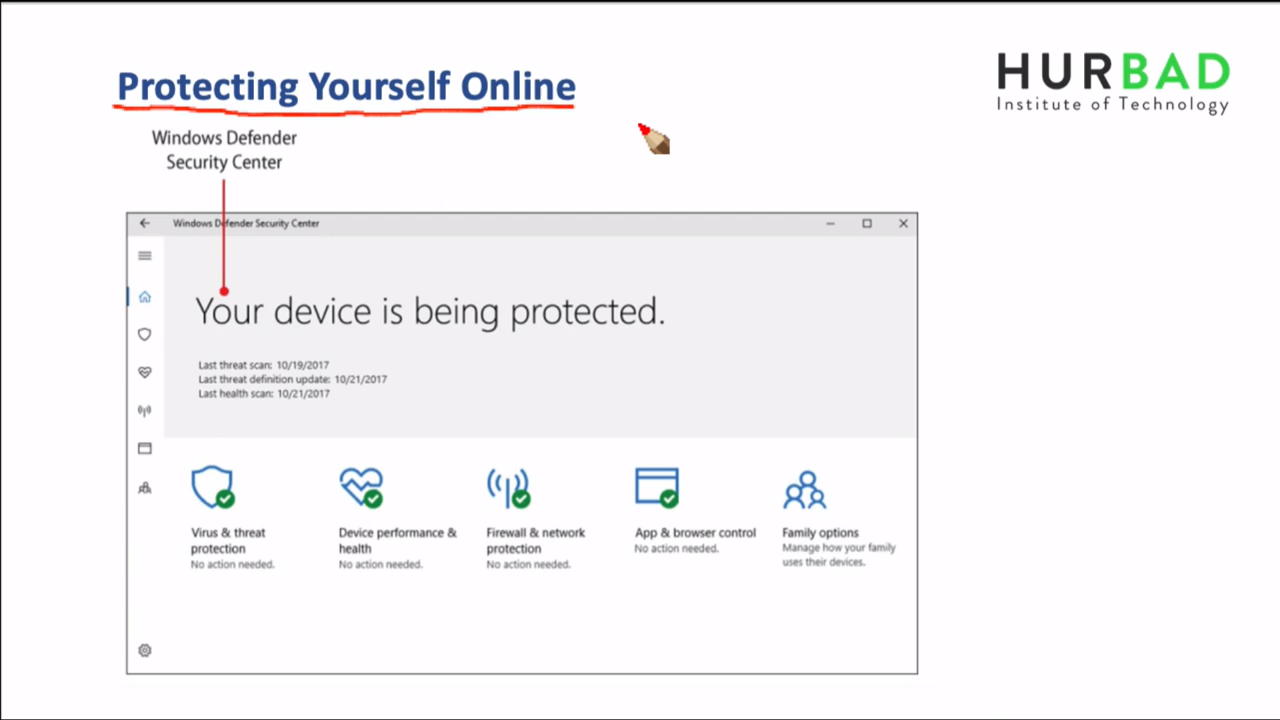 Protecting Yourself Online
HURBAD
Institute of Technology
Windows Defender
Security Center
Windows Defender Security Center
Your device is being protected.
Last threat scan: 10/19/2017
Last threat definition update: 10/21/2017
Last health scan: 10/21/2017
Virus & threat
protection
No action needed.
Device performance &
health
No action needed.
Firewall & network
protection
No action needed.
App & browser control
No action needed.
Family options
Manage how your family
uses their devices.